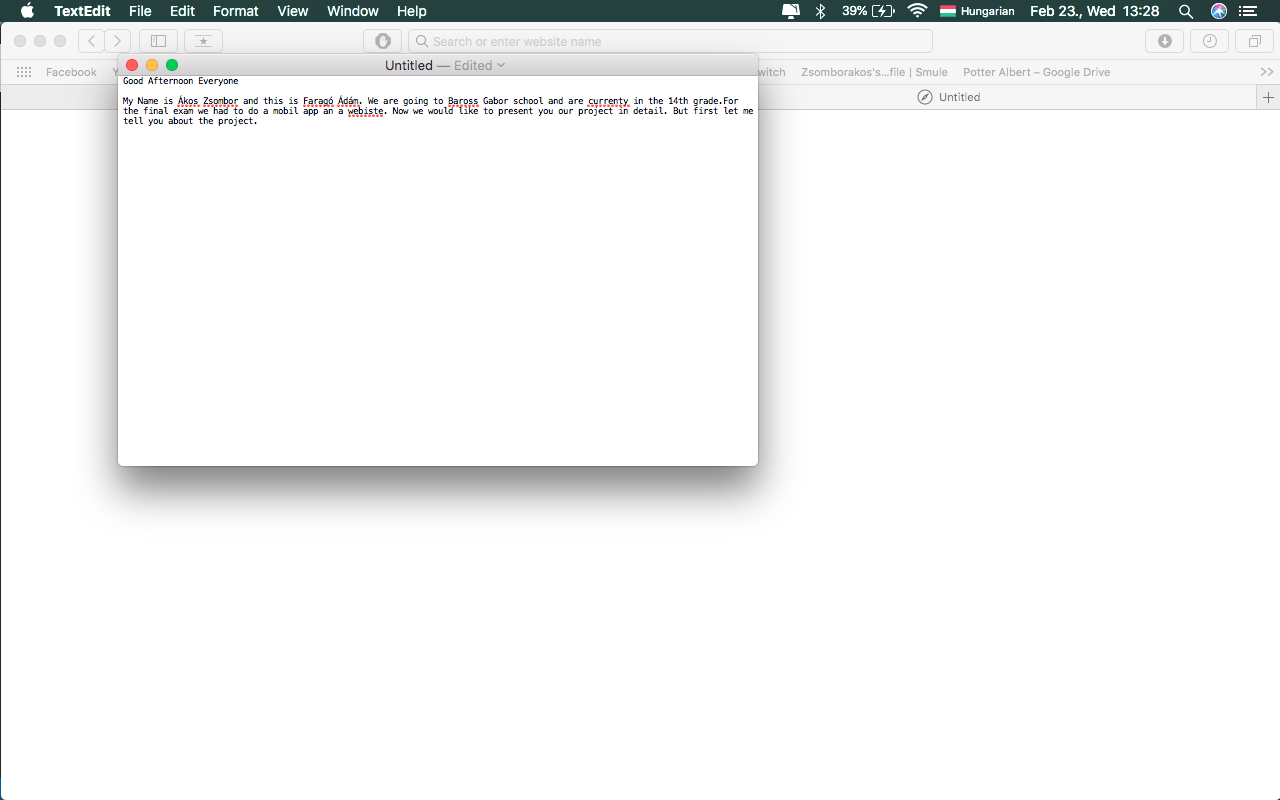 TextEdit File Edit Format View Window Help 39% Hungarian Feb 23., Wed 13:28
Search or enter website name
Untitled — Edited
Facebook Y witch Zsomborakos's...file | Smule Potter Albert – Google Drive >>
Untitled +
Good Afternoon Everyone
My Name is Ákos Zsombor and this is Faragó Ádám. We are going to Baross Gabor school and are currenty in the 14th grade.For
the final exam we had to do a mobil app an a webiste. Now we would like to present you our project in detail. But first let me
tell you about the project.